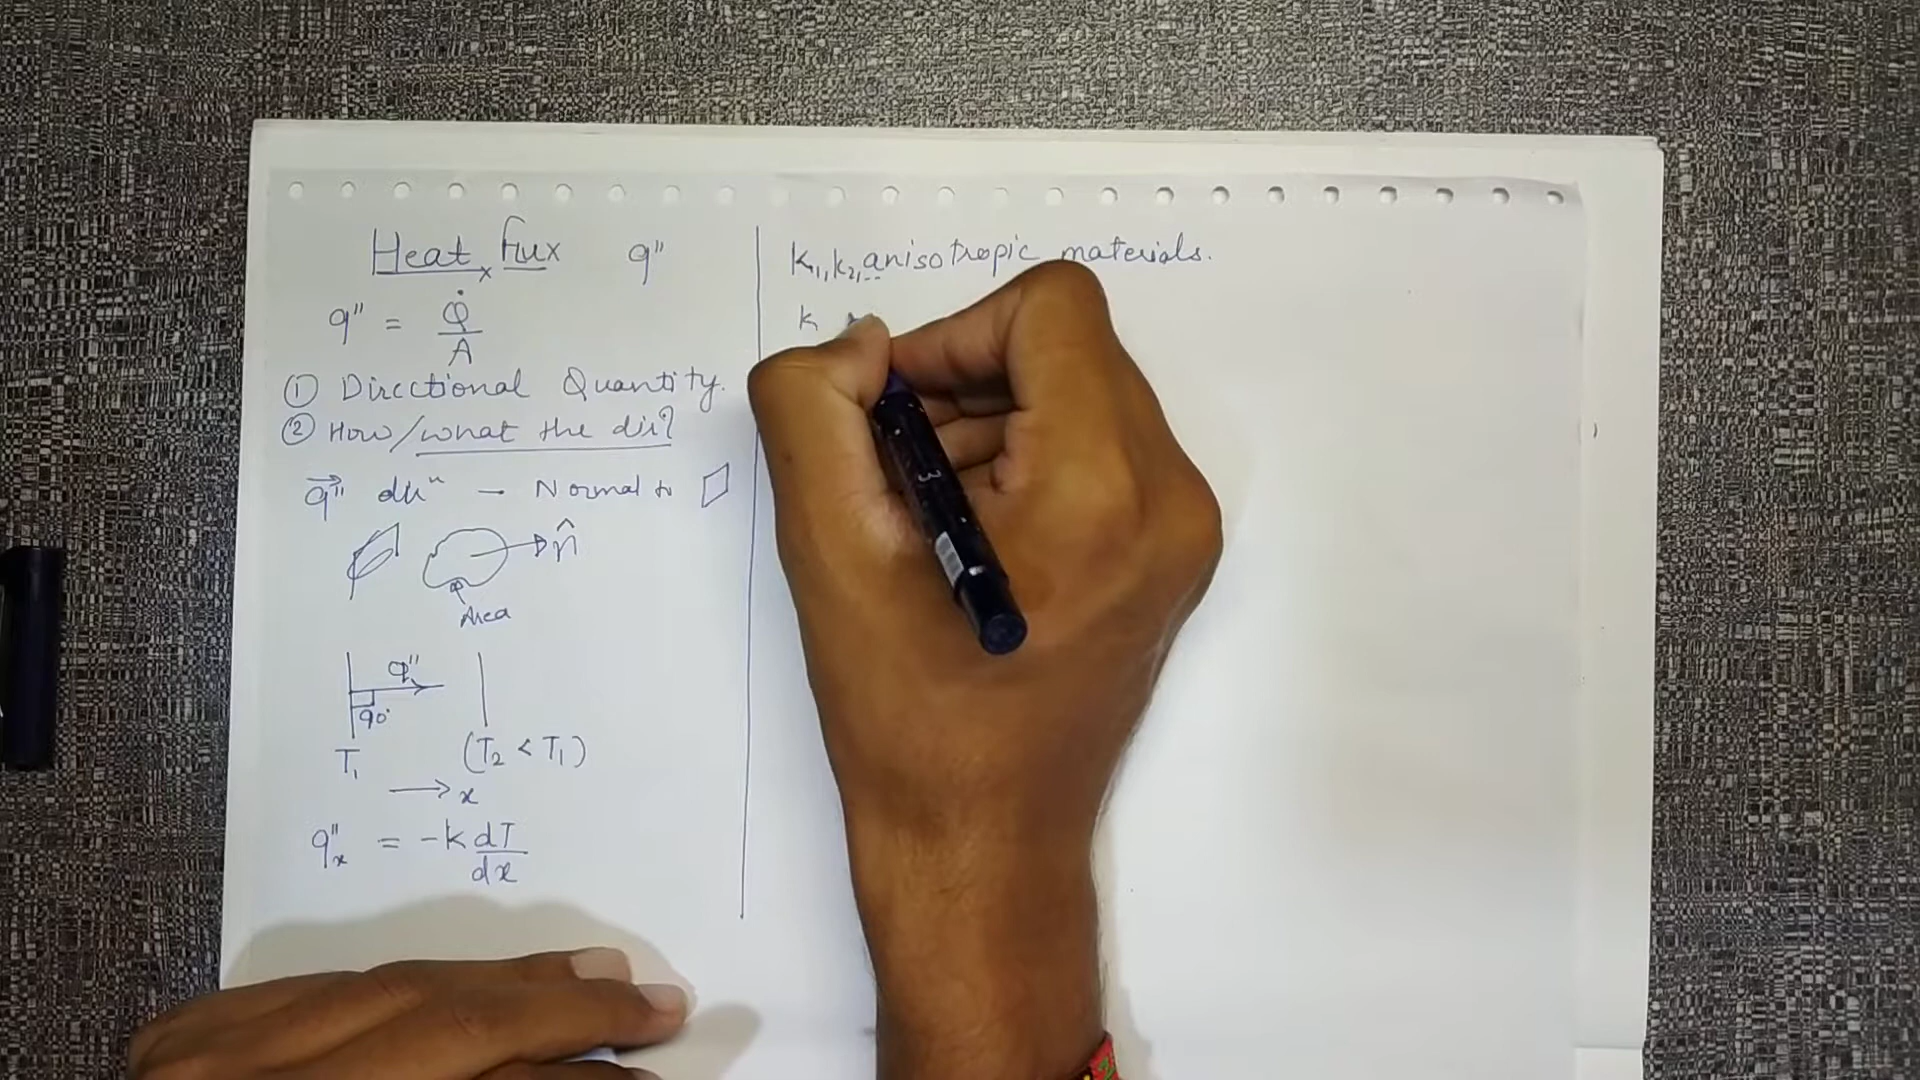 Heat Flux q"
q" = Q̇/A
① Directional Quantity.
② How/what the dir?
q⃗" dirⁿ - Normal to
n̂
Area
q"
90°
T₁ (T₂ < T₁)
x
q"ₓ = -k dT/dx
k₁, k₂, anisotropic materials.
k